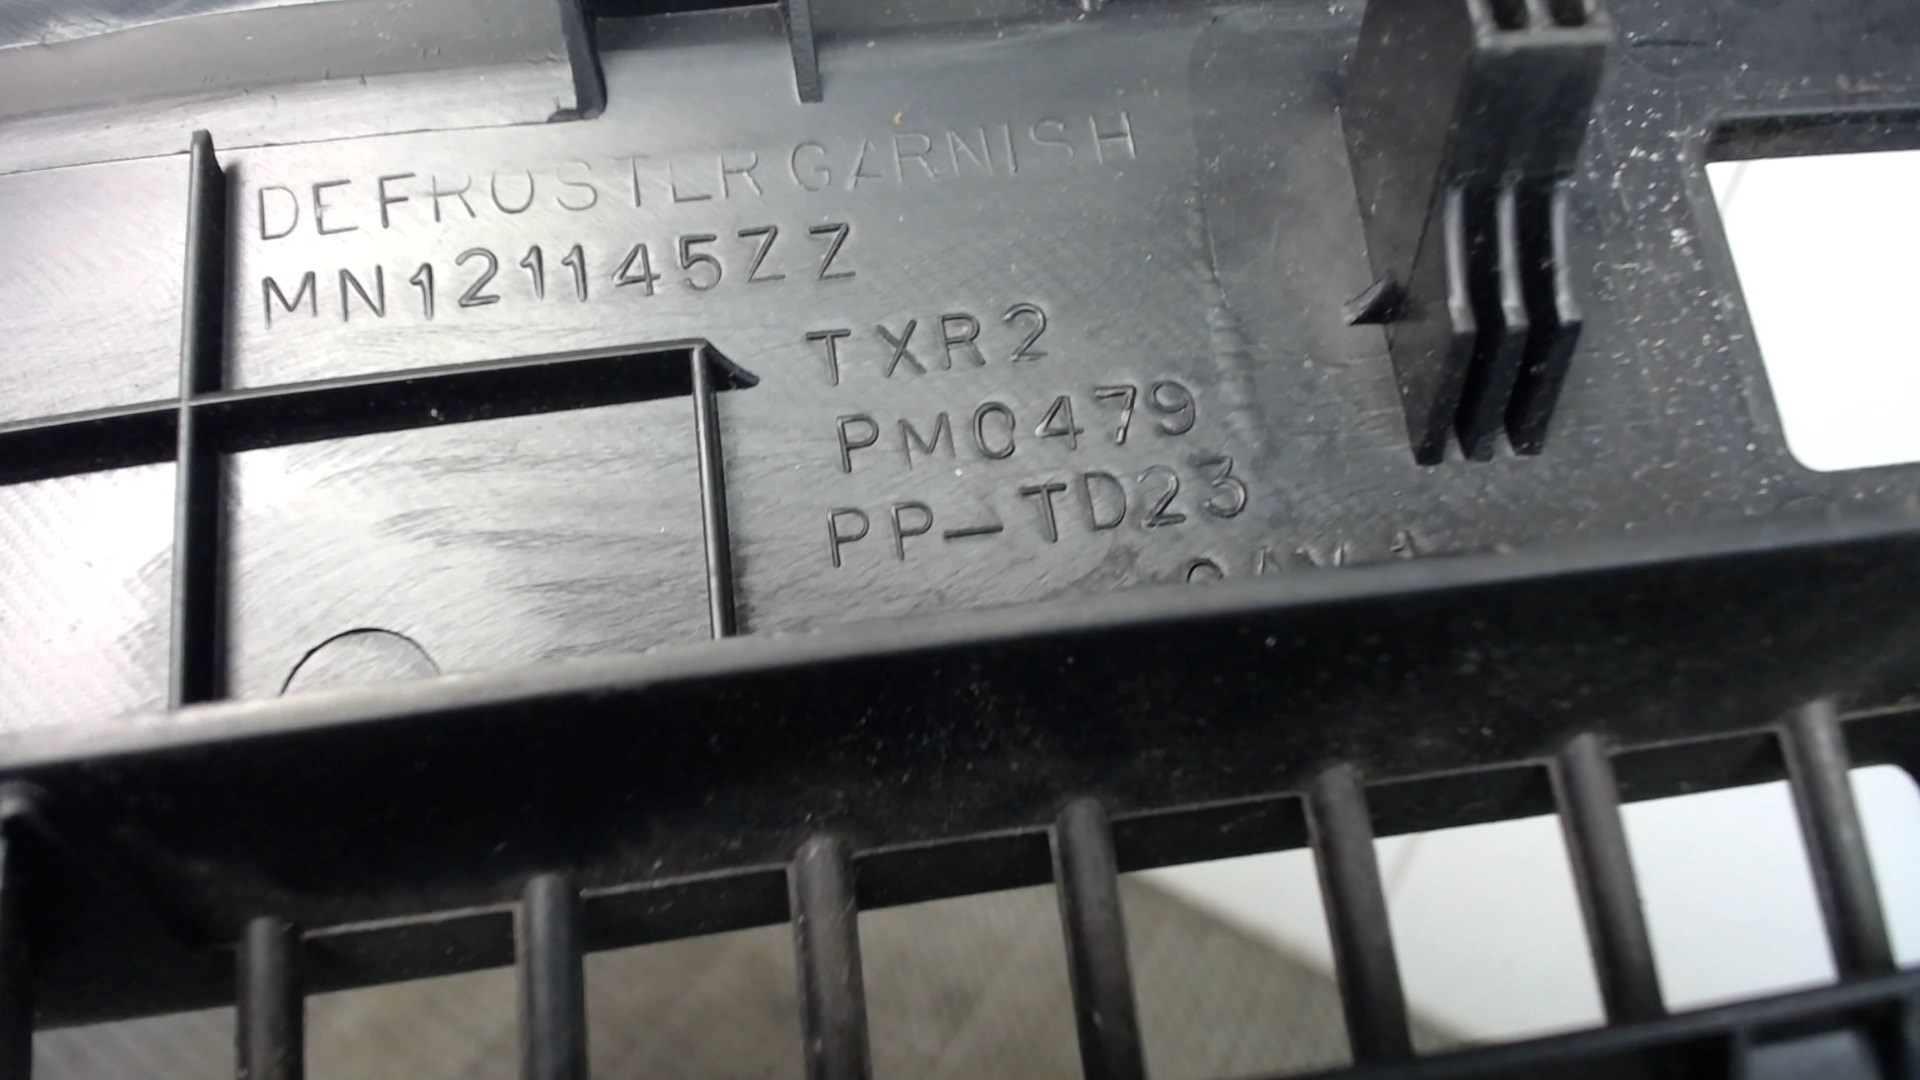 DEFROSTER GARNISH
MN121145ZZ
TXR2
PM0479
PP-TD23